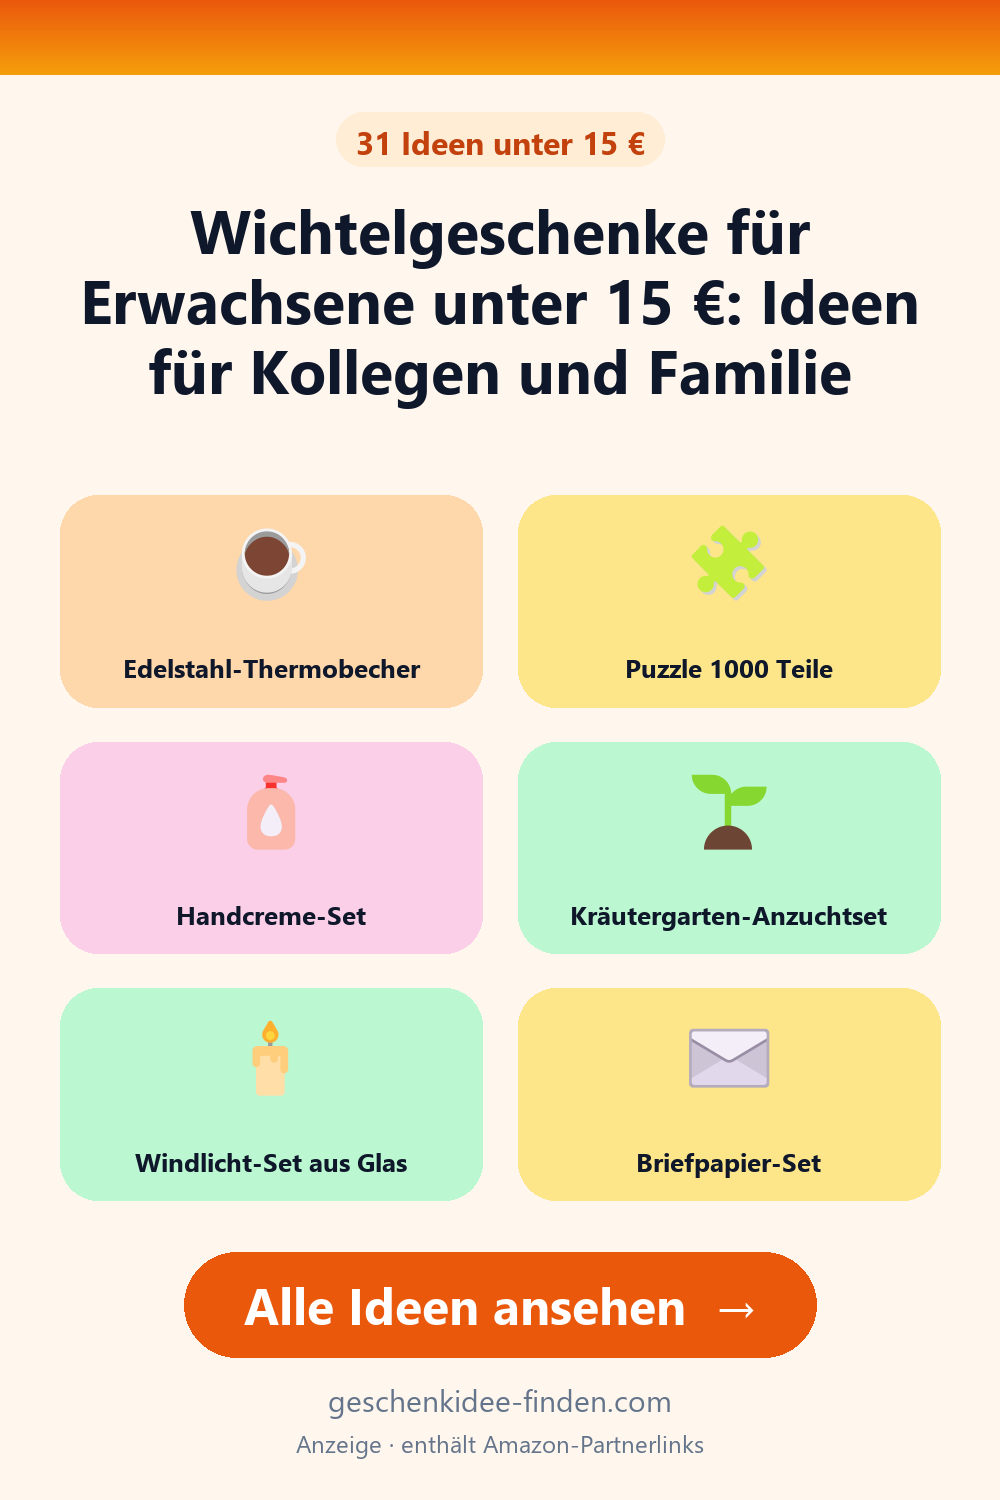 31 Ideen unter 15 €
Wichtelgeschenke für
Erwachsene unter 15 €: Ideen
für Kollegen und Familie
Edelstahl-Thermobecher
Puzzle 1000 Teile
Handcreme-Set
Kräutergarten-Anzuchtset
Windlicht-Set aus Glas
Briefpapier-Set
Alle Ideen ansehen →
geschenkidee-finden.com
Anzeige · enthält Amazon-Partnerlinks